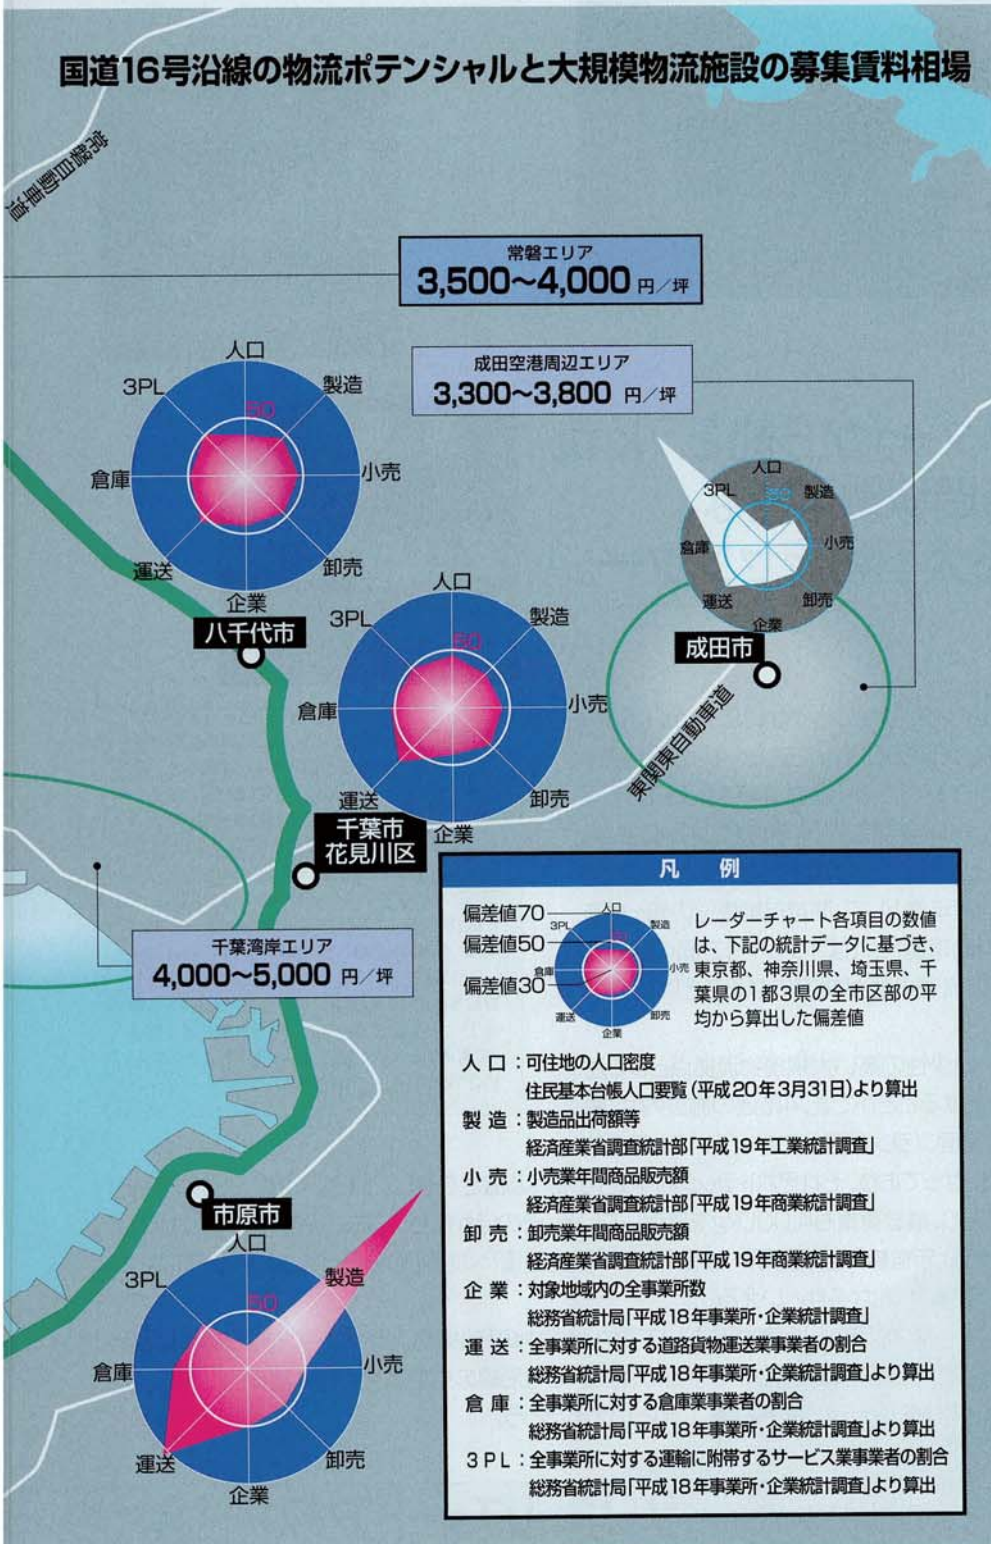 国道16号沿線の物流ポテンシャルと大規模物流施設の募集賃料相場
常磐自動車道
常磐エリア
3,500〜4,000 円／坪
成田空港周辺エリア
3,300〜3,800 円／坪
人口
製造
小売
卸売
企業
運送
倉庫
3PL
50
八千代市
人口
製造
小売
卸売
企業
運送
倉庫
3PL
50
千葉市
花見川区
人口
製造
小売
卸売
企業
運送
倉庫
3PL
50
成田市
東関東自動車道
千葉湾岸エリア
4,000〜5,000 円／坪
市原市
人口
製造
小売
卸売
企業
運送
倉庫
3PL
50
凡 例
偏差値70
偏差値50
偏差値30
人口
製造
小売
卸売
企業
運送
倉庫
3PL
50
レーダーチャート各項目の数値
は、下記の統計データに基づき、
東京都、神奈川県、埼玉県、千
葉県の1都3県の全市区部の平
均から算出した偏差値
人 口：可住地の人口密度
住民基本台帳人口要覧(平成20年3月31日)より算出
製 造：製造品出荷額等
経済産業省調査統計部「平成19年工業統計調査」
小 売：小売業年間商品販売額
経済産業省調査統計部「平成19年商業統計調査」
卸 売：卸売業年間商品販売額
経済産業省調査統計部「平成19年商業統計調査」
企 業：対象地域内の全事業所数
総務省統計局「平成18年事業所・企業統計調査」
運 送：全事業所に対する道路貨物運送業事業者の割合
総務省統計局「平成18年事業所・企業統計調査」より算出
倉 庫：全事業所に対する倉庫業事業者の割合
総務省統計局「平成18年事業所・企業統計調査」より算出
3PL：全事業所に対する運輸に附帯するサービス業事業者の割合
総務省統計局「平成18年事業所・企業統計調査」より算出